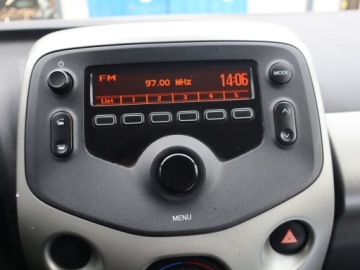 FM 97.00 MHz 14:06
List 1 2 3 4 5
MODE
MENU